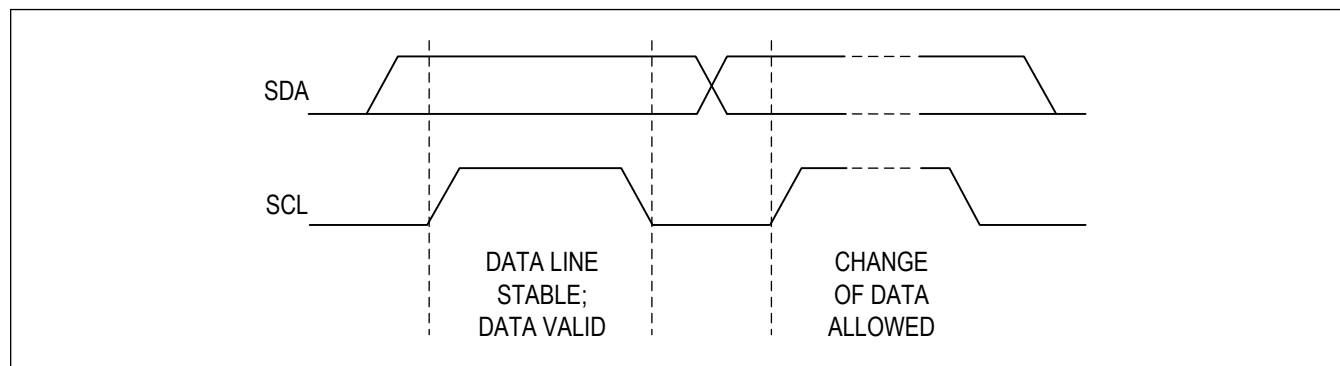 SDA
SCL
DATA LINE
STABLE;
DATA VALID
CHANGE
OF DATA
ALLOWED